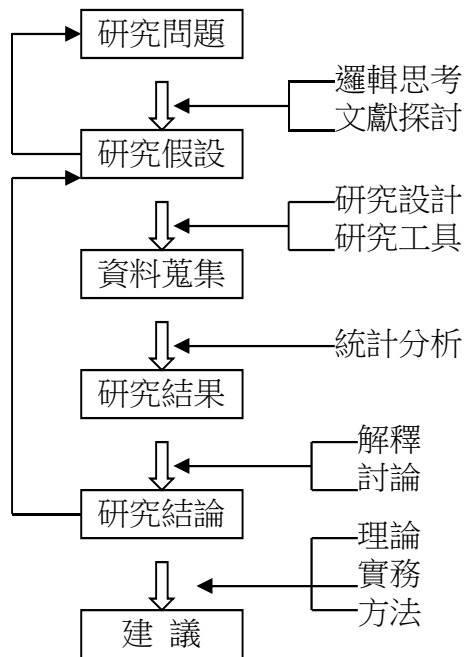 研究問題
邏輯思考
文獻探討
研究假設
研究設計
研究工具
資料蒐集
統計分析
研究結果
解釋
討論
研究結論
理論
實務
方法
建 議